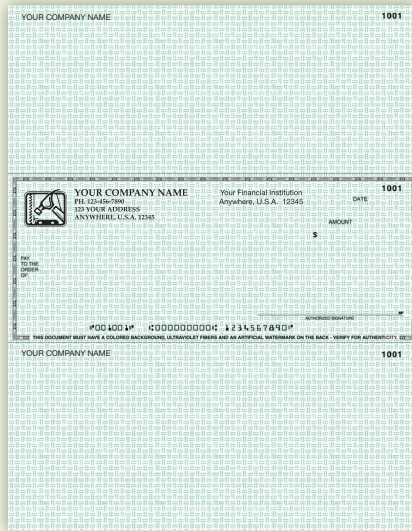 YOUR COMPANY NAME 1001
YOUR COMPANY NAME Your Financial Institution 1001
PH. 123-456-7890 Anywhere, U.S.A. 12345 DATE
123 YOUR ADDRESS
ANYWHERE, U.S.A. 12345
AMOUNT
$
PAY
TO THE
ORDER
OF:
AUTHORIZED SIGNATURE
⑈001001⑈ ⑆000000000⑆ 1234567890⑈
THIS DOCUMENT MUST HAVE A COLORED BACKGROUND, ULTRAVIOLET FIBERS AND AN ARTIFICIAL WATERMARK ON THE BACK - VERIFY FOR AUTHENTICITY.
YOUR COMPANY NAME 1001